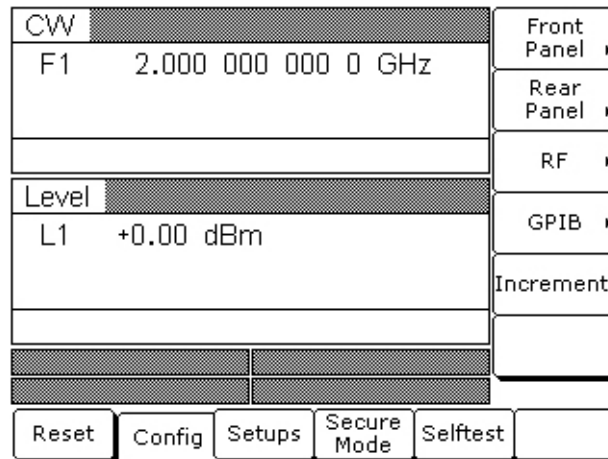 CW
F1 2.000 000 000 0 GHz
Level
L1 +0.00 dBm
Front
Panel
Rear
Panel
RF
GPIB
Increment
Reset
Config
Setups
Secure
Mode
Selftest